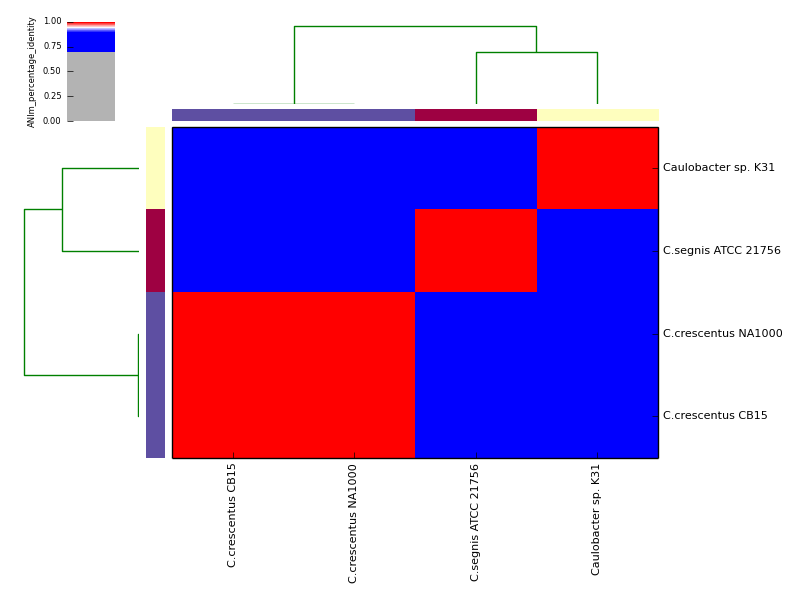 ANIm_percentage_identity
1.00
0.75
0.50
0.25
0.00
Caulobacter sp. K31
C.segnis ATCC 21756
C.crescentus NA1000
C.crescentus CB15
C.crescentus CB15
C.crescentus NA1000
C.segnis ATCC 21756
Caulobacter sp. K31